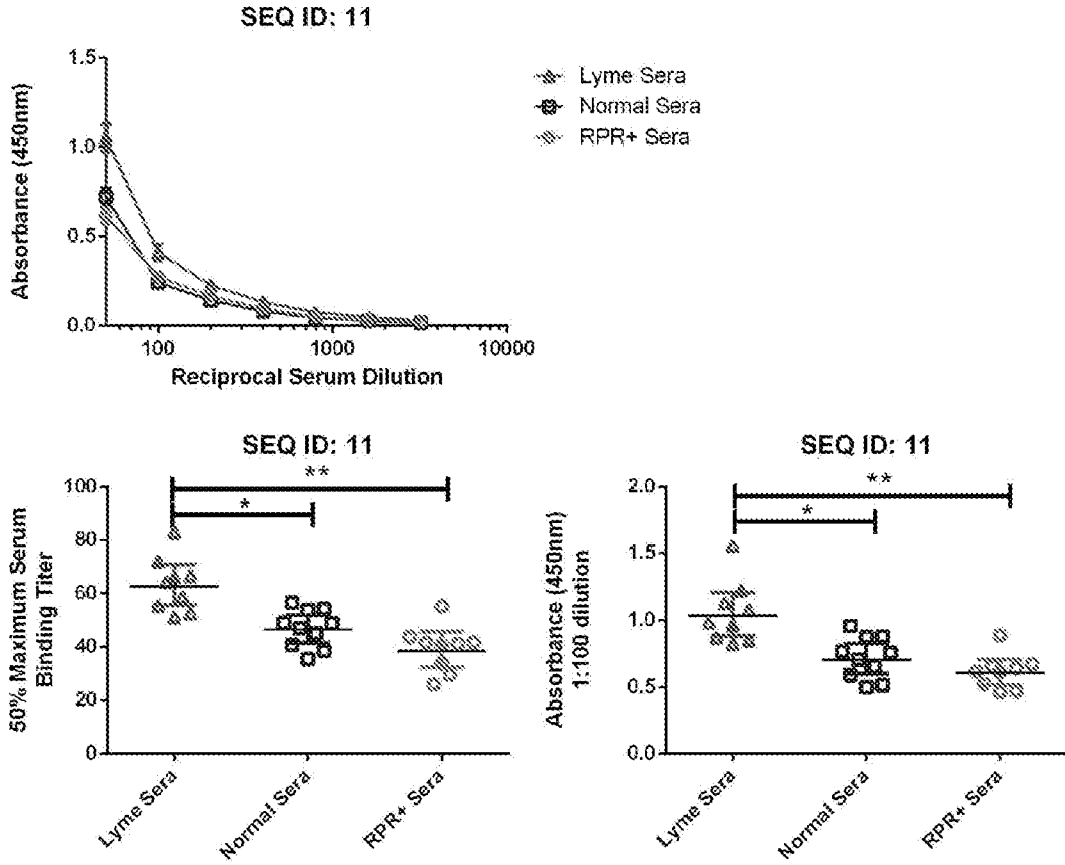 SEQ ID: 11
1.5
1.0
0.5
0.0
Absorbance (450nm)
100
1000
10000
Reciprocal Serum Dilution
Lyme Sera
Normal Sera
RPR+ Sera
SEQ ID: 11
100
80
60
40
20
0
50% Maximum Serum
Binding Titer
**
*
Lyme Sera
Normal Sera
RPR+ Sera
SEQ ID: 11
2.0
1.5
1.0
0.5
0.0
Absorbance (450nm)
1:100 dilution
**
*
Lyme Sera
Normal Sera
RPR+ Sera